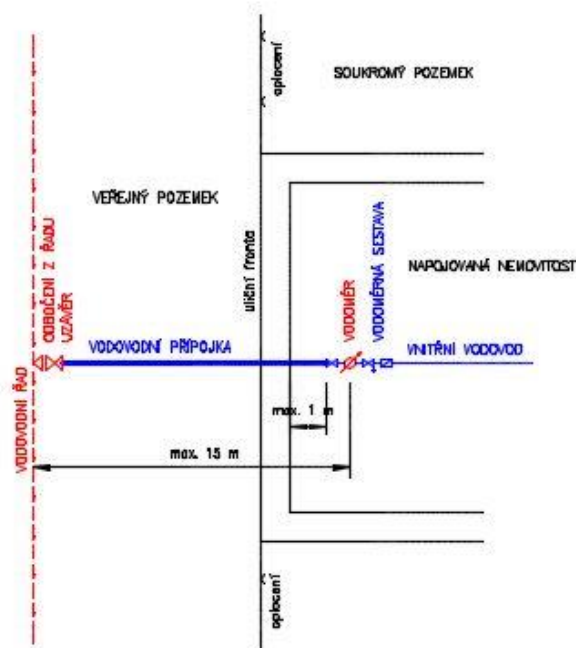 oplocení
SOUKROMÝ POZEMEK
VEŘEJNÝ POZEMEK
uliční fronta
NAPOJOVANÁ NEMOVITOST
ODBOČENÍ Z ŘADU
UZÁVĚR
VODOMĚR
VODOMĚRNÁ SESTAVA
VODOVODNÍ PŘÍPOJKA
VNITŘNÍ VODOVOD
VODOVODNÍ ŘAD
max. 1 m
max. 15 m
oplocení